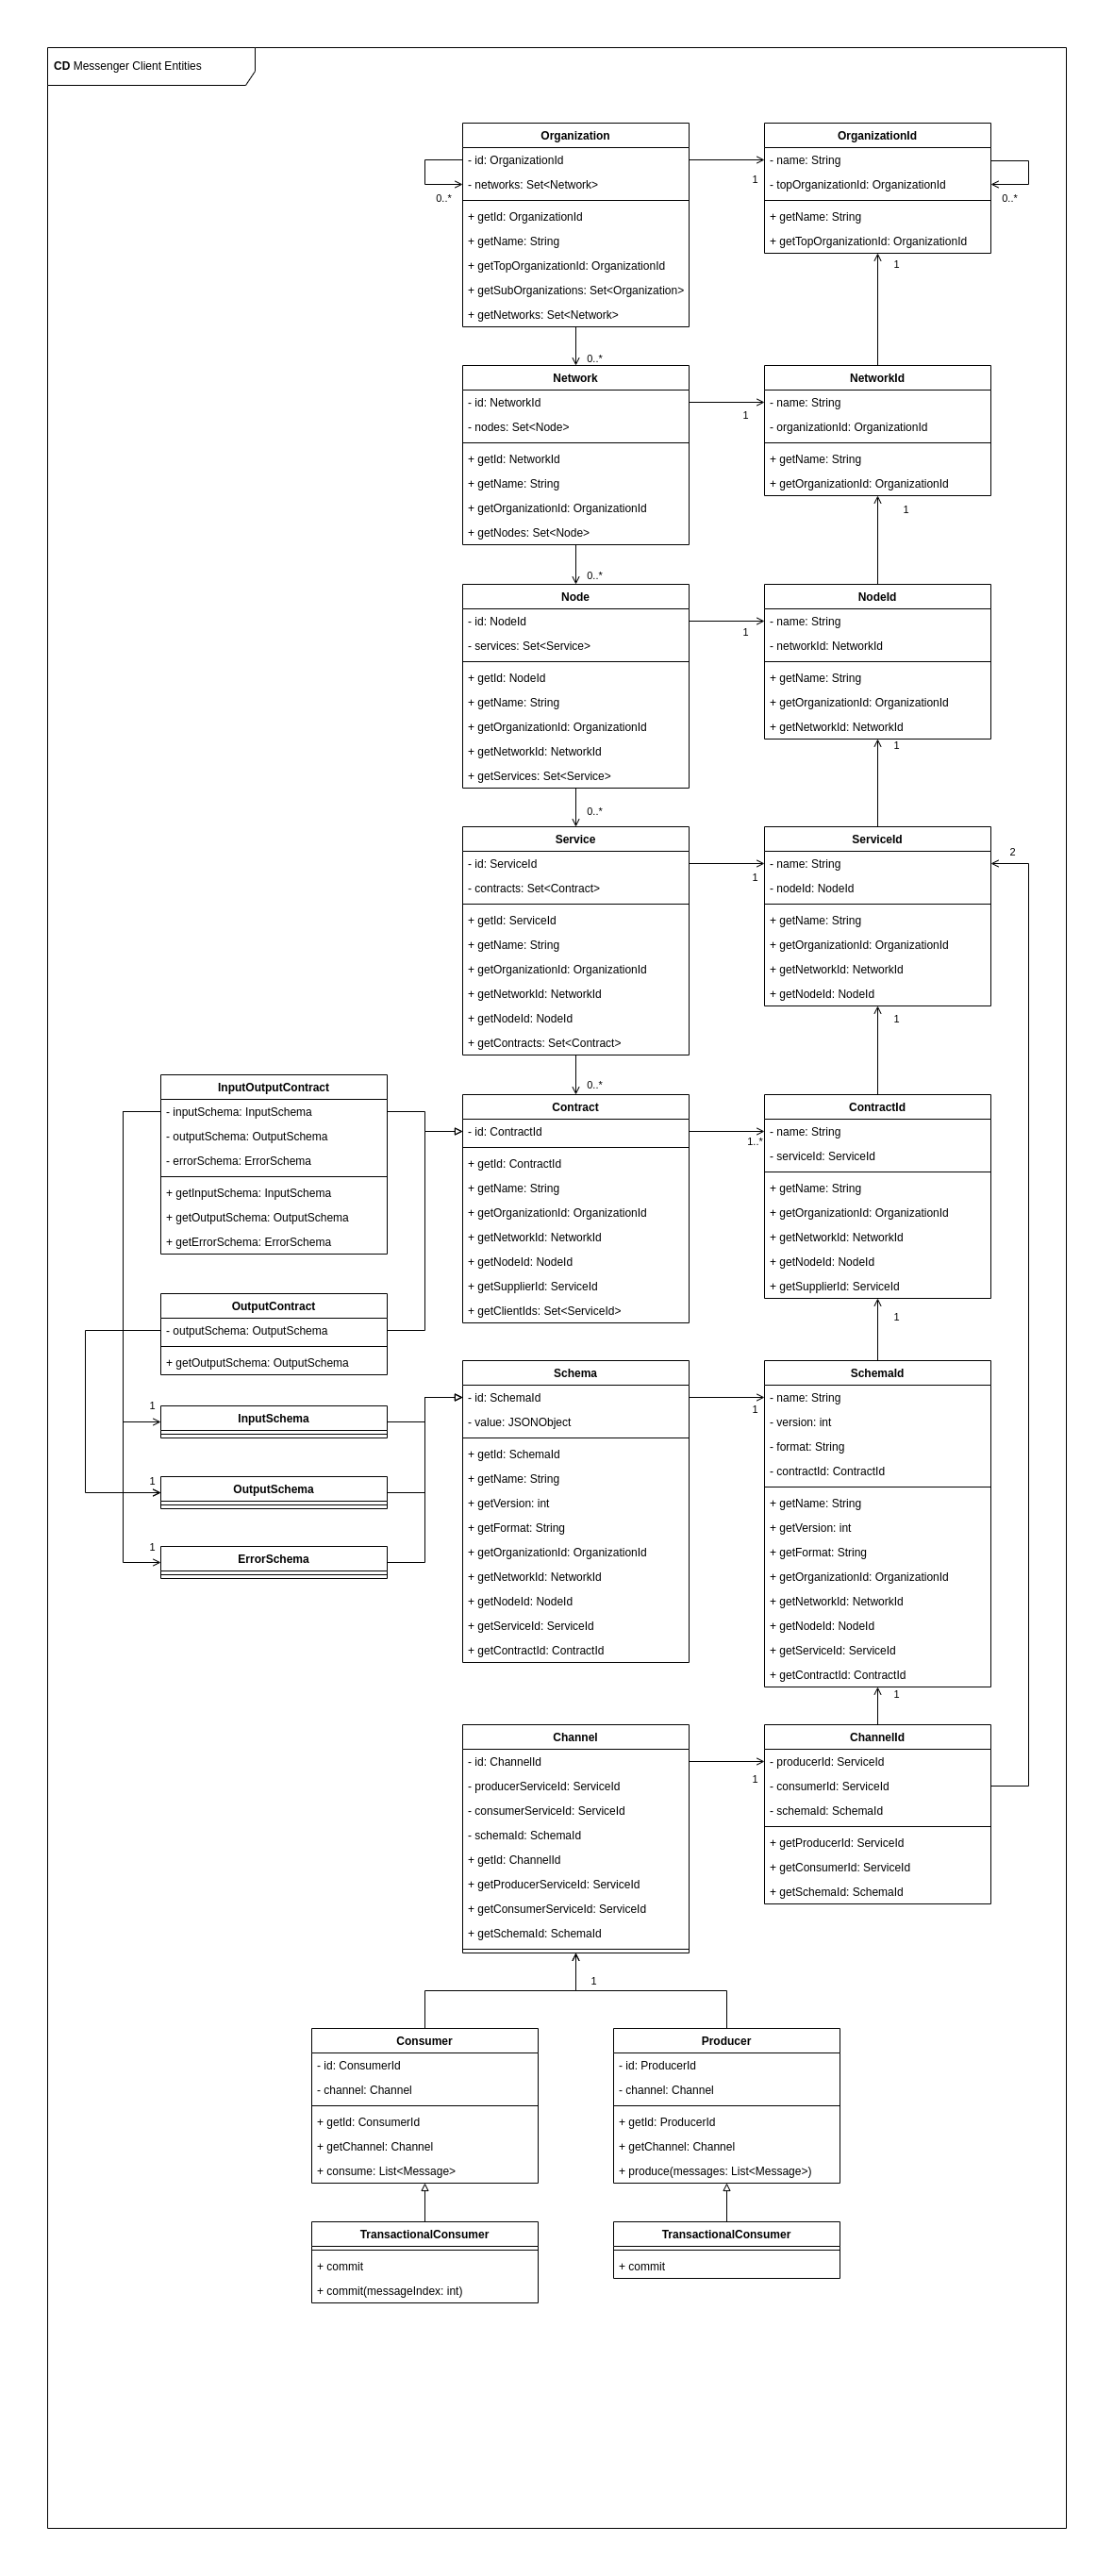 CD Messenger Client Entities
Organization
- id: OrganizationId
- networks: Set<Network>
+ getId: OrganizationId
+ getName: String
+ getTopOrganizationId: OrganizationId
+ getSubOrganizations: Set<Organization>
+ getNetworks: Set<Network>
0..*
1
OrganizationId
- name: String
- topOrganizationId: OrganizationId
+ getName: String
+ getTopOrganizationId: OrganizationId
0..*
1
0..*
Network
- id: NetworkId
- nodes: Set<Node>
+ getId: NetworkId
+ getName: String
+ getOrganizationId: OrganizationId
+ getNodes: Set<Node>
1
NetworkId
- name: String
- organizationId: OrganizationId
+ getName: String
+ getOrganizationId: OrganizationId
1
0..*
Node
- id: NodeId
- services: Set<Service>
+ getId: NodeId
+ getName: String
+ getOrganizationId: OrganizationId
+ getNetworkId: NetworkId
+ getServices: Set<Service>
1
NodeId
- name: String
- networkId: NetworkId
+ getName: String
+ getOrganizationId: OrganizationId
+ getNetworkId: NetworkId
1
0..*
Service
- id: ServiceId
- contracts: Set<Contract>
+ getId: ServiceId
+ getName: String
+ getOrganizationId: OrganizationId
+ getNetworkId: NetworkId
+ getNodeId: NodeId
+ getContracts: Set<Contract>
1
ServiceId
- name: String
- nodeId: NodeId
+ getName: String
+ getOrganizationId: OrganizationId
+ getNetworkId: NetworkId
+ getNodeId: NodeId
2
1
0..*
InputOutputContract
- inputSchema: InputSchema
- outputSchema: OutputSchema
- errorSchema: ErrorSchema
+ getInputSchema: InputSchema
+ getOutputSchema: OutputSchema
+ getErrorSchema: ErrorSchema
Contract
- id: ContractId
+ getId: ContractId
+ getName: String
+ getOrganizationId: OrganizationId
+ getNetworkId: NetworkId
+ getNodeId: NodeId
+ getSupplierId: ServiceId
+ getClientIds: Set<ServiceId>
1..*
ContractId
- name: String
- serviceId: ServiceId
+ getName: String
+ getOrganizationId: OrganizationId
+ getNetworkId: NetworkId
+ getNodeId: NodeId
+ getSupplierId: ServiceId
1
OutputContract
- outputSchema: OutputSchema
+ getOutputSchema: OutputSchema
1
InputSchema
1
OutputSchema
1
ErrorSchema
Schema
- id: SchemaId
- value: JSONObject
+ getId: SchemaId
+ getName: String
+ getVersion: int
+ getFormat: String
+ getOrganizationId: OrganizationId
+ getNetworkId: NetworkId
+ getNodeId: NodeId
+ getServiceId: ServiceId
+ getContractId: ContractId
1
SchemaId
- name: String
- version: int
- format: String
- contractId: ContractId
+ getName: String
+ getVersion: int
+ getFormat: String
+ getOrganizationId: OrganizationId
+ getNetworkId: NetworkId
+ getNodeId: NodeId
+ getServiceId: ServiceId
+ getContractId: ContractId
1
Channel
- id: ChannelId
- producerServiceId: ServiceId
- consumerServiceId: ServiceId
- schemaId: SchemaId
+ getId: ChannelId
+ getProducerServiceId: ServiceId
+ getConsumerServiceId: ServiceId
+ getSchemaId: SchemaId
1
ChannelId
- producerId: ServiceId
- consumerId: ServiceId
- schemaId: SchemaId
+ getProducerId: ServiceId
+ getConsumerId: ServiceId
+ getSchemaId: SchemaId
1
Consumer
- id: ConsumerId
- channel: Channel
+ getId: ConsumerId
+ getChannel: Channel
+ consume: List<Message>
Producer
- id: ProducerId
- channel: Channel
+ getId: ProducerId
+ getChannel: Channel
+ produce(messages: List<Message>)
TransactionalConsumer
+ commit
+ commit(messageIndex: int)
TransactionalConsumer
+ commit